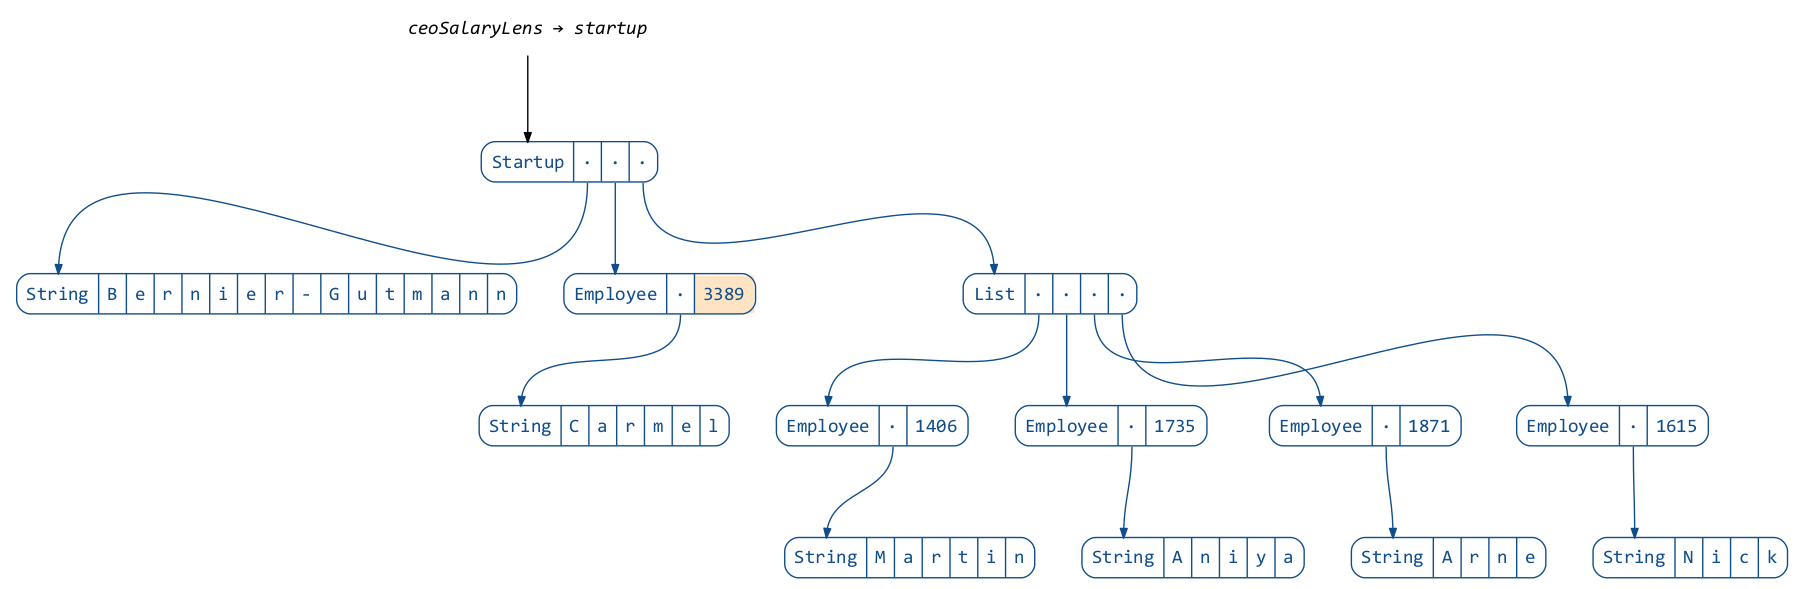 ceoSalaryLens → startup
Startup · · ·
String B e r n i e r - G u t m a n n
Employee · 3389
List · · · ·
String C a r m e l
Employee · 1406
Employee · 1735
Employee · 1871
Employee · 1615
String M a r t i n
String A n i y a
String A r n e
String N i c k